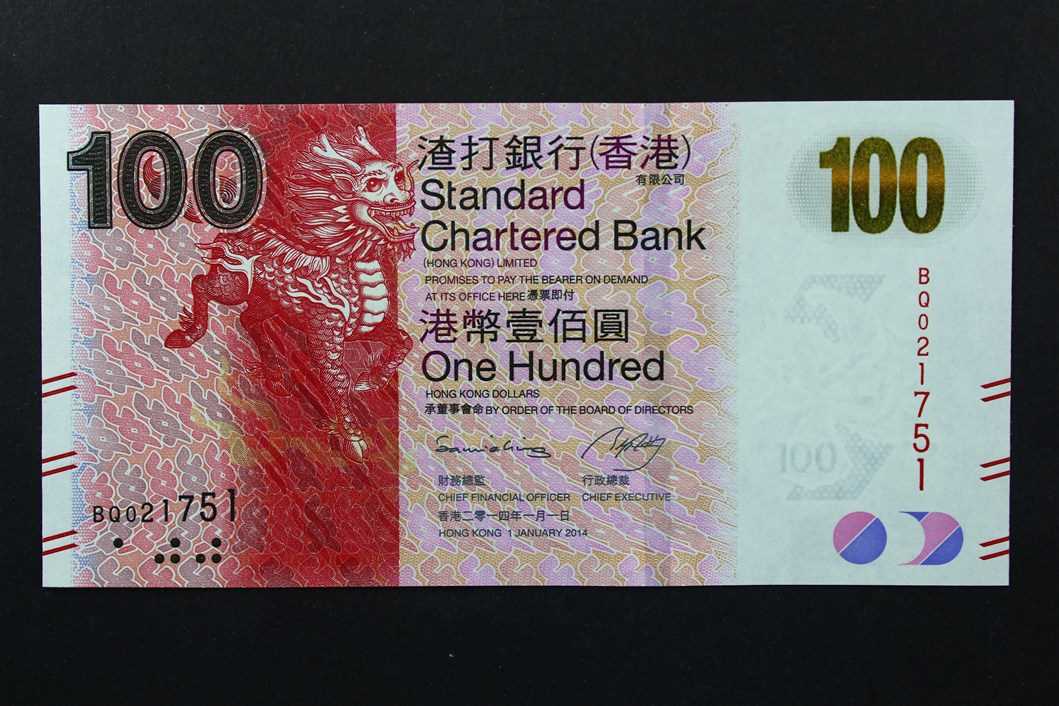 100
渣打銀行(香港)
有限公司
Standard
Chartered Bank
(HONG KONG) LIMITED
PROMISES TO PAY THE BEARER ON DEMAND
AT ITS OFFICE HERE 憑票即付
港幣壹佰圓
One Hundred
HONG KONG DOLLARS
承董事會命 BY ORDER OF THE BOARD OF DIRECTORS
財務總監 行政總裁
CHIEF FINANCIAL OFFICER CHIEF EXECUTIVE
香港二零一四年一月一日
HONG KONG 1 JANUARY 2014
BQ021751
100
BQ021751
100